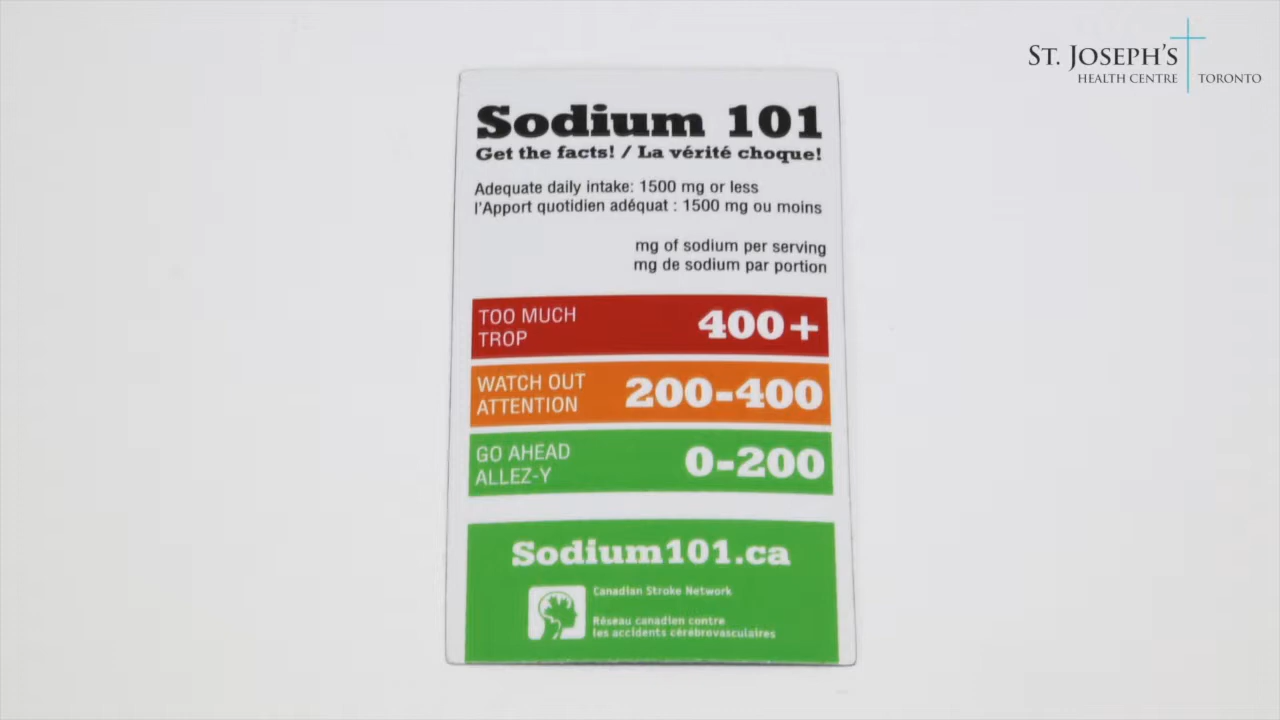 ST. JOSEPH'S
HEALTH CENTRE TORONTO
Sodium 101
Get the facts! / La vérité choque!
Adequate daily intake: 1500 mg or less
l'Apport quotidien adéquat : 1500 mg ou moins
mg of sodium per serving
mg de sodium par portion
TOO MUCH
TROP
400+
WATCH OUT
ATTENTION
200-400
GO AHEAD
ALLEZ-Y
0-200
Sodium101.ca
Canadian Stroke Network
Réseau canadien contre
les accidents cérébrovasculaires